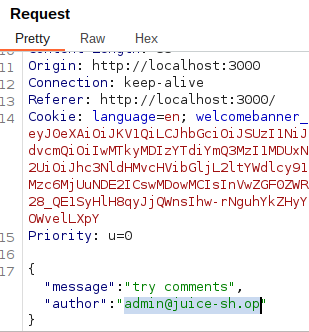 Request
Pretty Raw Hex
11 Origin: http://localhost:3000
12 Connection: keep-alive
13 Referer: http://localhost:3000/
14 Cookie: language=en; welcomebanner_
eyJ0eXAiOiJKV1QiLCJhbGciOiJSUzI1NiJ
dvcmQiOiIwMTkyMDIzYTdiYmQ3MzI1MDUxN
2UiOiJhc3NldHMvcHVibGljL2ltYWdlcy91
Mzc6MjUuNDE2ICswMDowMCIsInVwZGF0ZWR
28_QE1SyHlH8qyJjQWnsIhw-rNguhYkZHyY
OWvelLXpY
15 Priority: u=0
16
17 {
"message":"try comments",
"author":"admin@juice-sh.op"
}